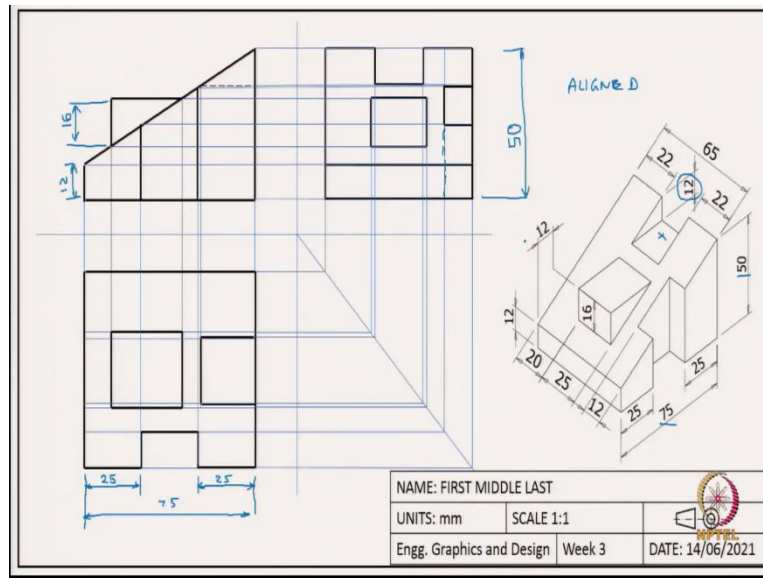 ALIGNED
16
12
50
65
22
12
22
12
50
12
16
20
25
12
25
75
25
25
25
75
NAME: FIRST MIDDLE LAST
UNITS: mm
SCALE 1:1
NPTEL
Engg. Graphics and Design
Week 3
DATE: 14/06/2021